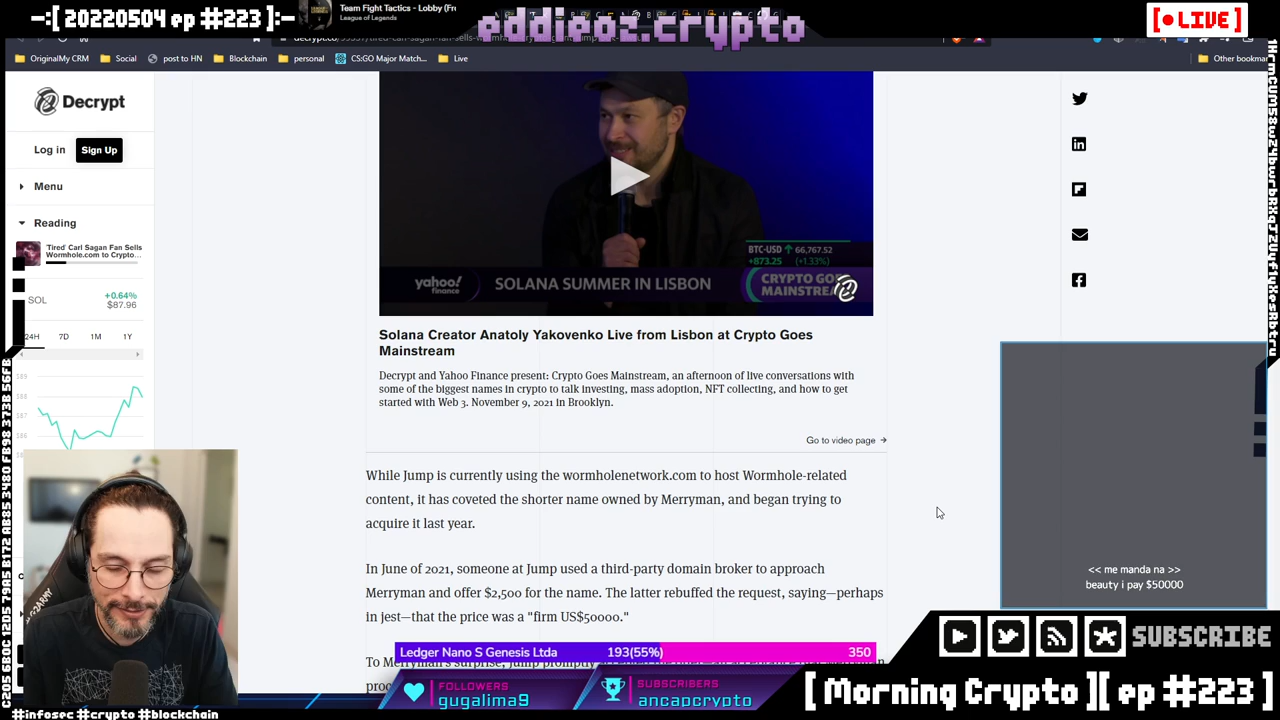 —:[ 20220504 ep #223 ]:—
Team Fight Tactics - Lobby (Fr
League of Legends
eddieoz.crypto
[ LIVE ]
OriginalMy CRM
Social
post to HN
Blockchain
personal
CS:GO Major Match...
Live
Other bookmar
Decrypt
Log in
Sign Up
Menu
Reading
'Tired' Carl Sagan Fan Sells
Wormhole.com to Crypto...
SOL
+0.64%
$87.96
24H
7D
1M
1Y
BTC-USD 66,767.52
+873.25 (+1.33%)
yahoo!
finance
SOLANA SUMMER IN LISBON
CRYPTO GOES
MAINSTREAM
Solana Creator Anatoly Yakovenko Live from Lisbon at Crypto Goes
Mainstream
Decrypt and Yahoo Finance present: Crypto Goes Mainstream, an afternoon of live conversations with
some of the biggest names in crypto to talk investing, mass adoption, NFT collecting, and how to get
started with Web 3. November 9, 2021 in Brooklyn.
Go to video page →
While Jump is currently using the wormholenetwork.com to host Wormhole-related
content, it has coveted the shorter name owned by Merryman, and began trying to
acquire it last year.
In June of 2021, someone at Jump used a third-party domain broker to approach
Merryman and offer $2,500 for the name. The latter rebuffed the request, saying—perhaps
in jest—that the price was a "firm US$50000."
<< me manda na >>
beauty i pay $50000
Ledger Nano S Genesis Ltda
193(55%)
350
FOLLOWERS
gugalima9
SUBSCRIBERS
ancapcrypto
SUBSCRIBE
[ Morning Crypto ][ ep #223 ]
#infosec #crypto #blockchain